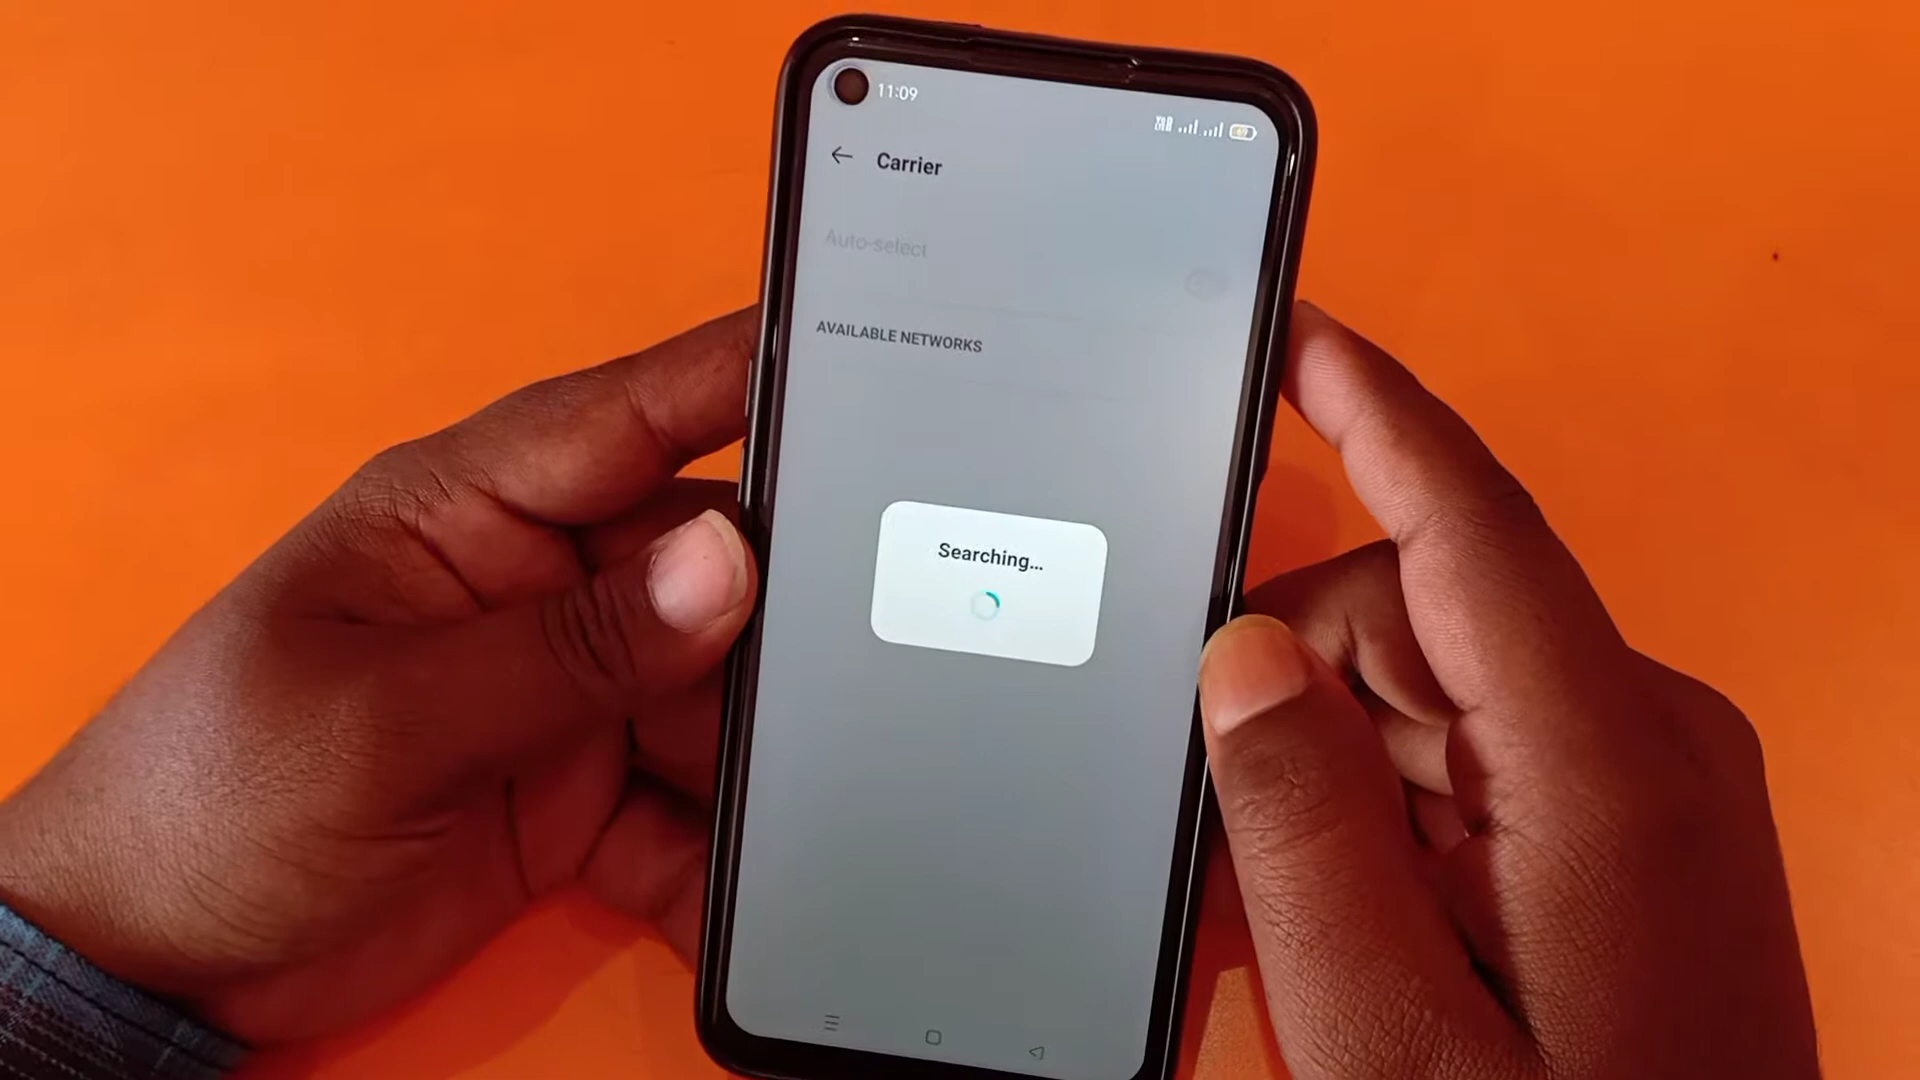 11:09
Carrier
Auto-select
AVAILABLE NETWORKS
Searching...